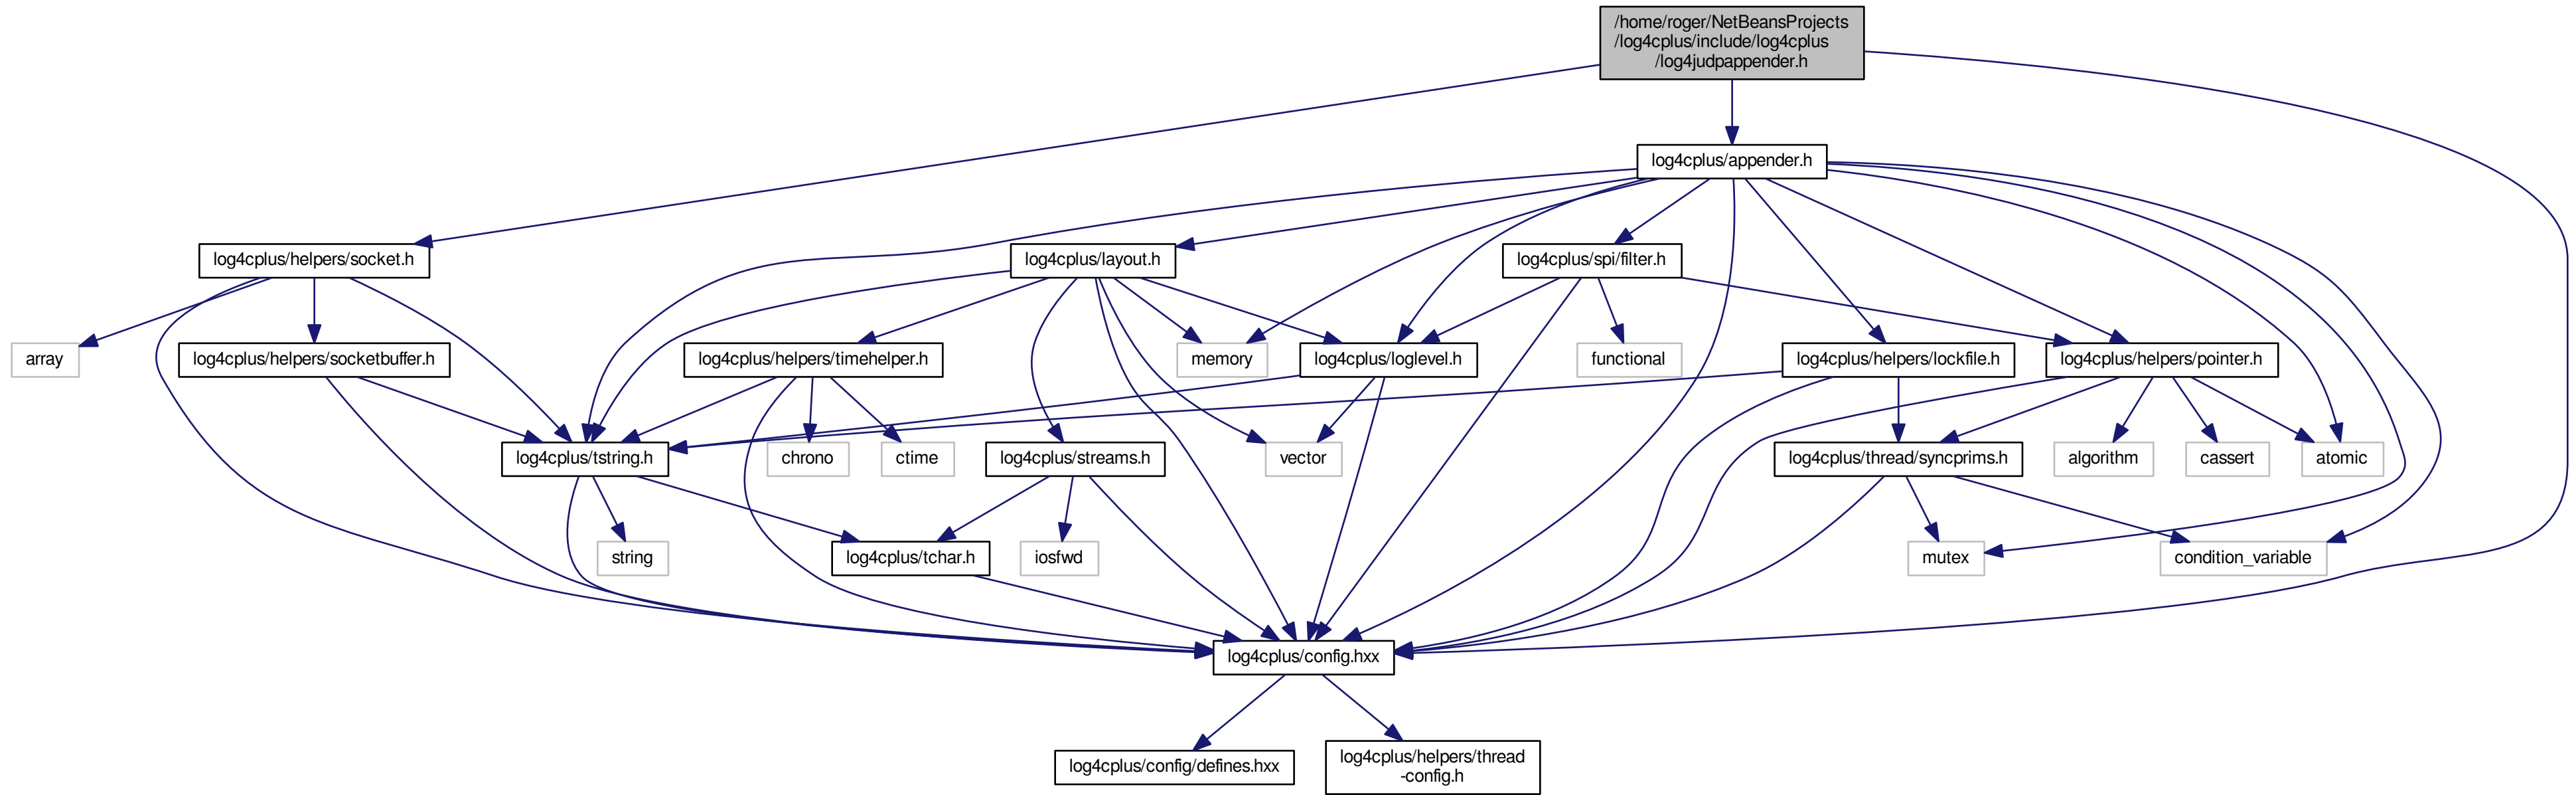 /home/roger/NetBeansProjects
/log4cplus/include/log4cplus
/log4judpappender.h
log4cplus/appender.h
log4cplus/helpers/socket.h
log4cplus/layout.h
log4cplus/spi/filter.h
array
log4cplus/helpers/socketbuffer.h
log4cplus/helpers/timehelper.h
memory
log4cplus/loglevel.h
functional
log4cplus/helpers/lockfile.h
log4cplus/helpers/pointer.h
log4cplus/tstring.h
chrono
ctime
log4cplus/streams.h
vector
log4cplus/thread/syncprims.h
algorithm
cassert
atomic
string
log4cplus/tchar.h
iosfwd
mutex
condition_variable
log4cplus/config.hxx
log4cplus/config/defines.hxx
log4cplus/helpers/thread
-config.h